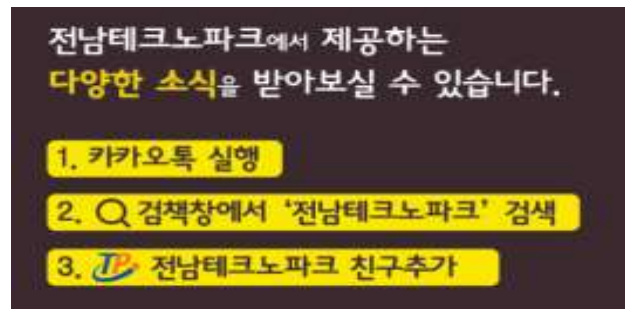 전남테크노파크에서 제공하는
다양한 소식을 받아보실 수 있습니다.
1. 카카오톡 실행
2. 검책창에서 '전남테크노파크' 검색
3. TP 전남테크노파크 친구추가